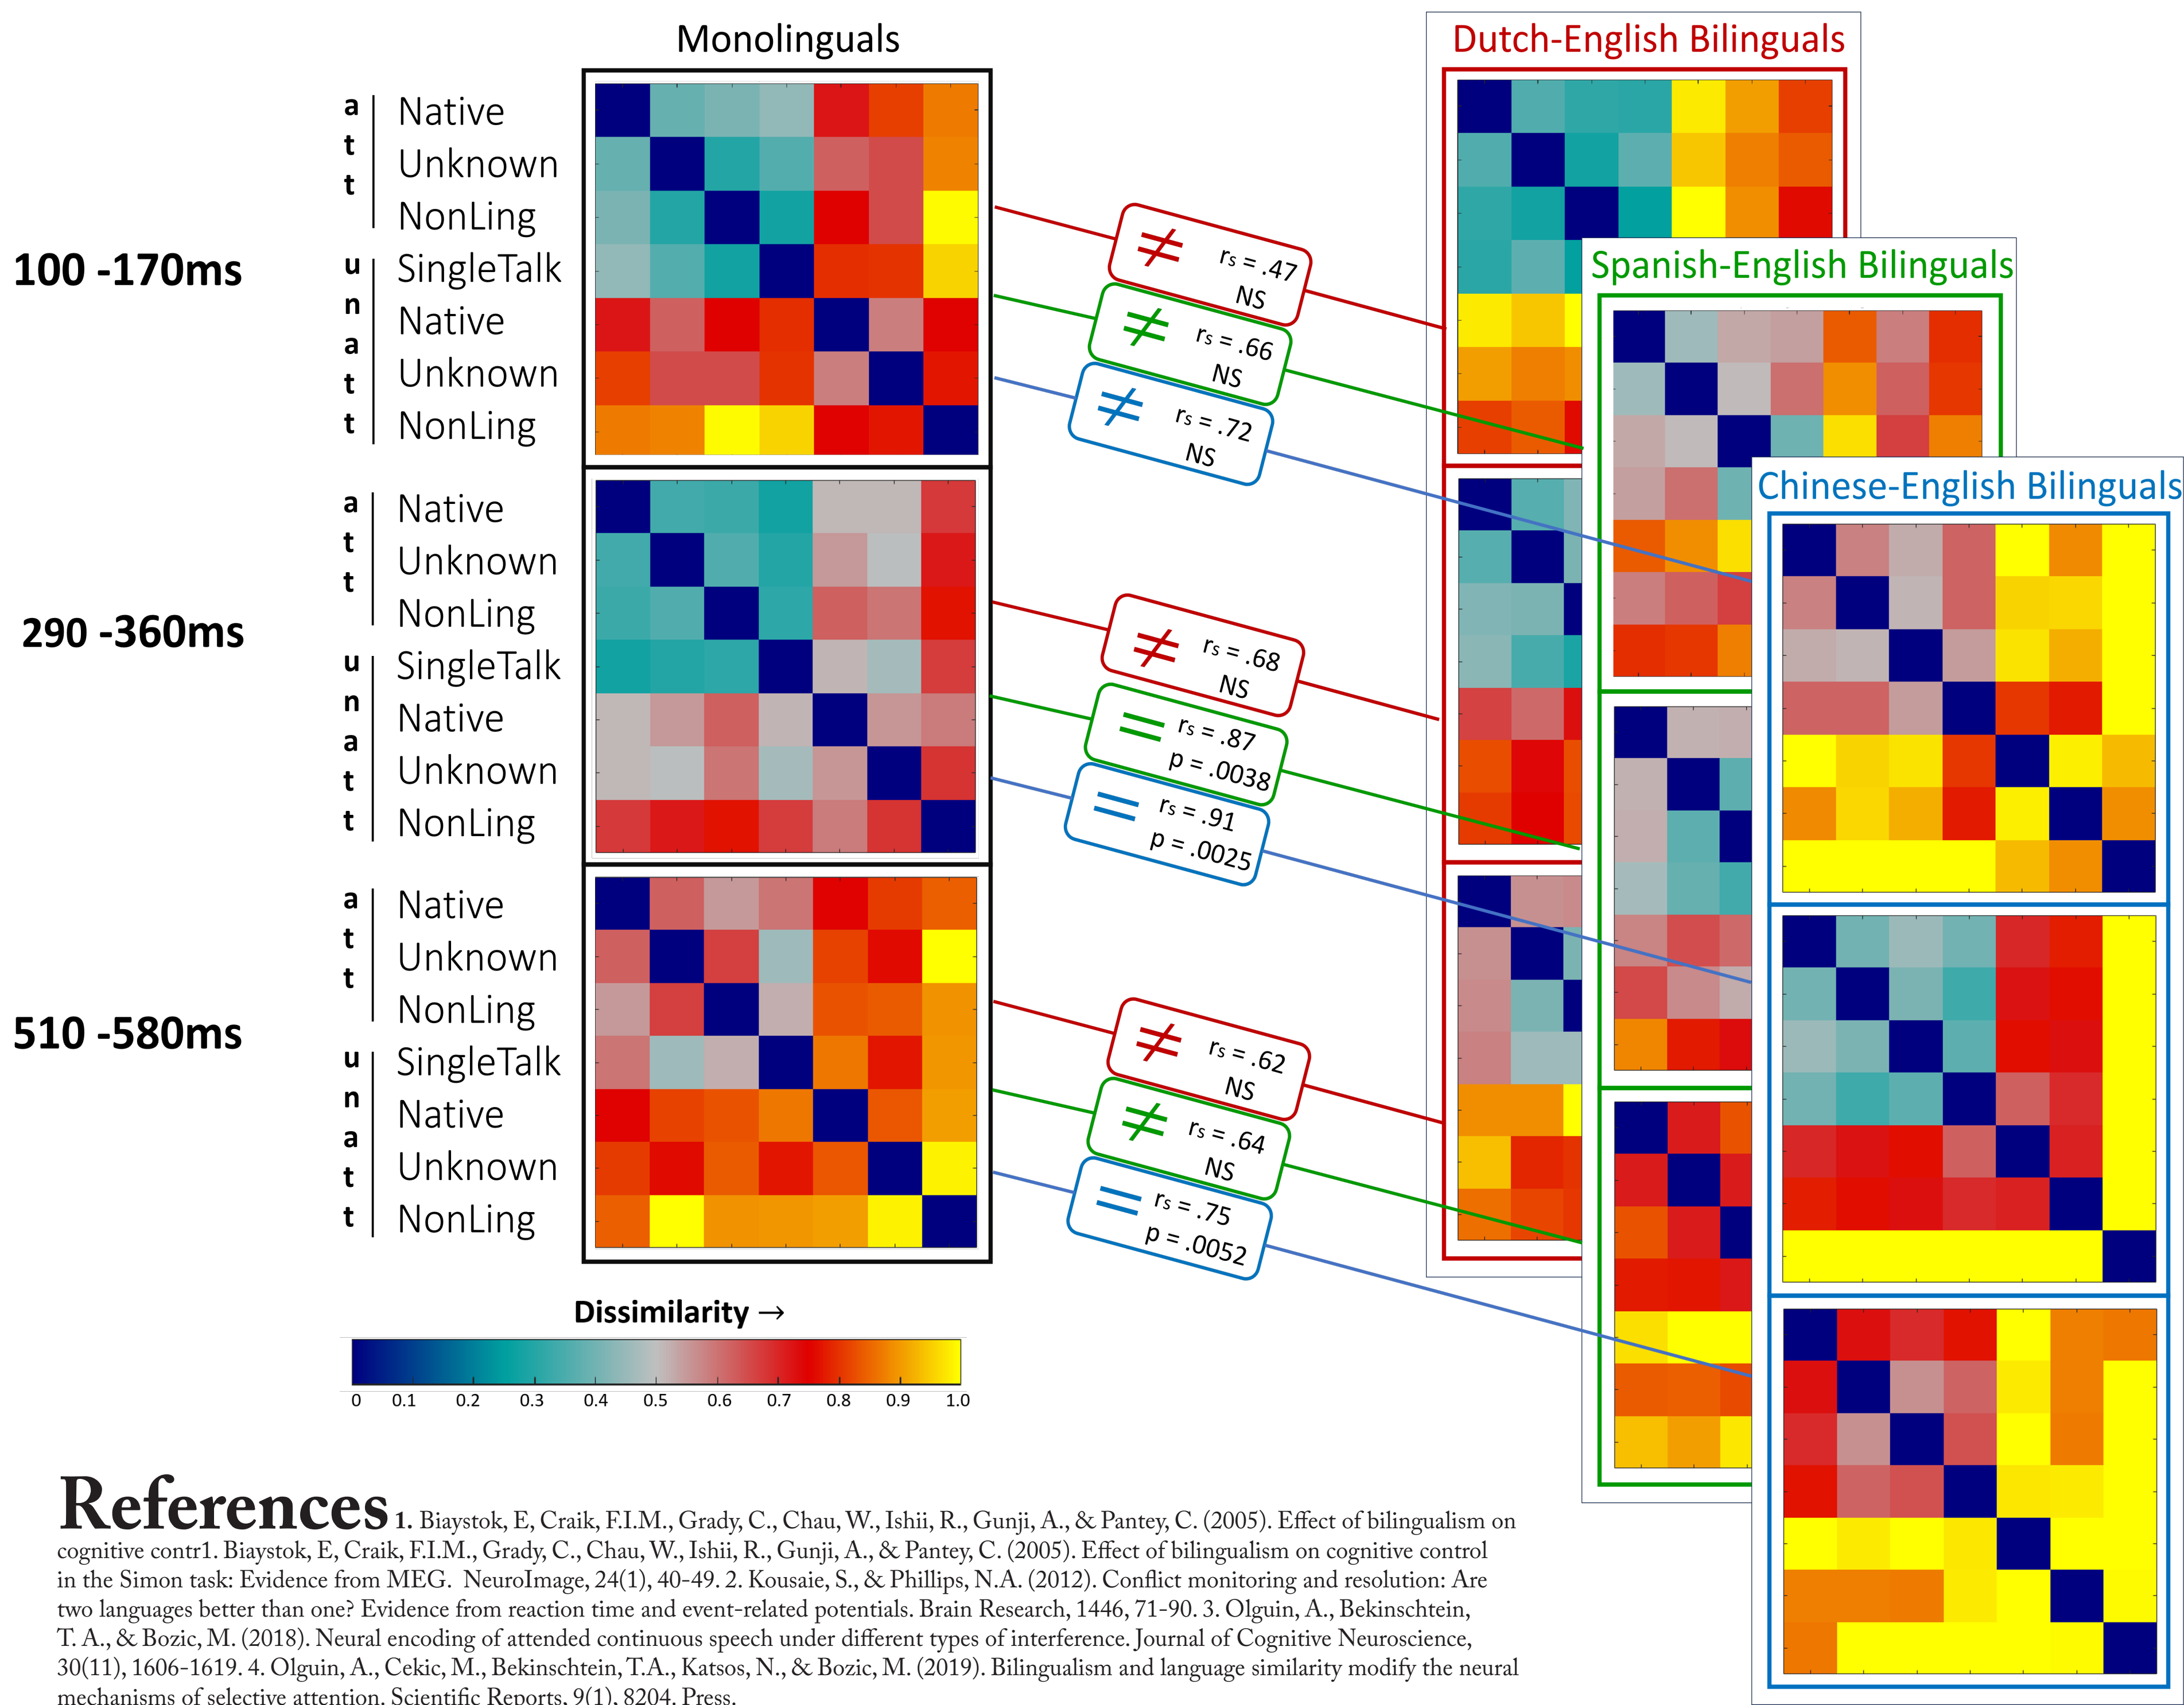 Monolinguals
Dutch-English Bilinguals
Spanish-English Bilinguals
Chinese-English Bilinguals
100 -170ms
att
Native
Unknown
NonLing
unatt
SingleTalk
Native
Unknown
NonLing
≠ rs = .47
NS
≠ rs = .66
NS
≠ rs = .72
NS
290 -360ms
att
Native
Unknown
NonLing
unatt
SingleTalk
Native
Unknown
NonLing
≠ rs = .68
NS
= rs = .87
p = .0038
= rs = .91
p = .0025
510 -580ms
att
Native
Unknown
NonLing
unatt
SingleTalk
Native
Unknown
NonLing
≠ rs = .62
NS
≠ rs = .64
NS
= rs = .75
p = .0052
Dissimilarity →
0 0.1 0.2 0.3 0.4 0.5 0.6 0.7 0.8 0.9 1.0
References 1. Biaystok, E, Craik, F.I.M., Grady, C., Chau, W., Ishii, R., Gunji, A., & Pantey, C. (2005). Effect of bilingualism on
cognitive contr1. Biaystok, E, Craik, F.I.M., Grady, C., Chau, W., Ishii, R., Gunji, A., & Pantey, C. (2005). Effect of bilingualism on cognitive control
in the Simon task: Evidence from MEG. NeuroImage, 24(1), 40-49. 2. Kousaie, S., & Phillips, N.A. (2012). Conflict monitoring and resolution: Are
two languages better than one? Evidence from reaction time and event-related potentials. Brain Research, 1446, 71-90. 3. Olguin, A., Bekinschtein,
T. A., & Bozic, M. (2018). Neural encoding of attended continuous speech under different types of interference. Journal of Cognitive Neuroscience,
30(11), 1606-1619. 4. Olguin, A., Cekic, M., Bekinschtein, T.A., Katsos, N., & Bozic, M. (2019). Bilingualism and language similarity modify the neural
mechanisms of selective attention. Scientific Reports, 9(1), 8204. Press.